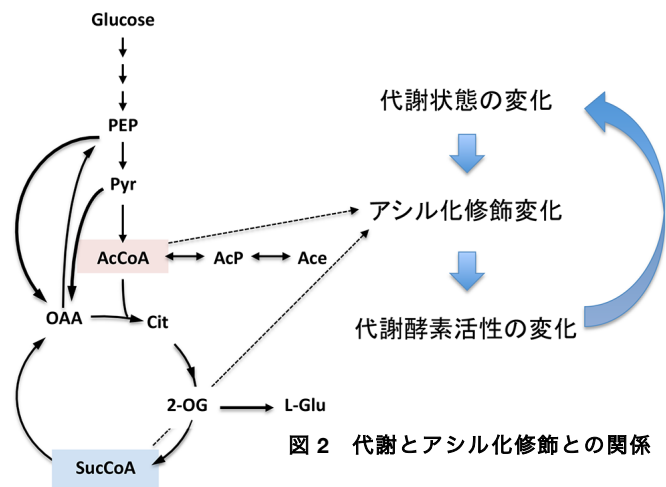 Glucose
PEP
Pyr
AcCoA
AcP
Ace
OAA
Cit
2-OG
L-Glu
SucCoA
代謝状態の変化
アシル化修飾変化
代謝酵素活性の変化
図 2 代謝とアシル化修飾との関係